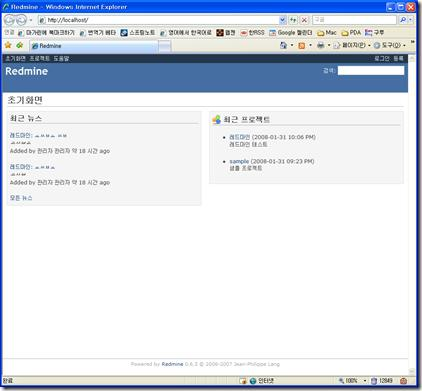 Redmine - Windows Internet Explorer
http://localhost/
구글
연결 마가린에 북마크하기 번역기 베타 스프링노트 영어에서 한국어로 웹젠 한RSS Google 캘린더 Mac PDA 구루
Redmine
페이지(P) 도구(O)
초기화면 프로젝트 도움말 로그인 등록
Redmine
검색:
초기화면
최근 뉴스
레드마인:
Added by 관리자 관리자 약 18 시간 ago
레드마인:
Added by 관리자 관리자 약 18 시간 ago
모든 뉴스
최근 프로젝트
레드마인 (2008-01-31 10:06 PM)
레드마인 테스트
sample (2008-01-31 09:23 PM)
샘플 프로젝트
Powered by Redmine 0.6.3 © 2006-2007 Jean-Philippe Lang
완료 인터넷 100% 12849